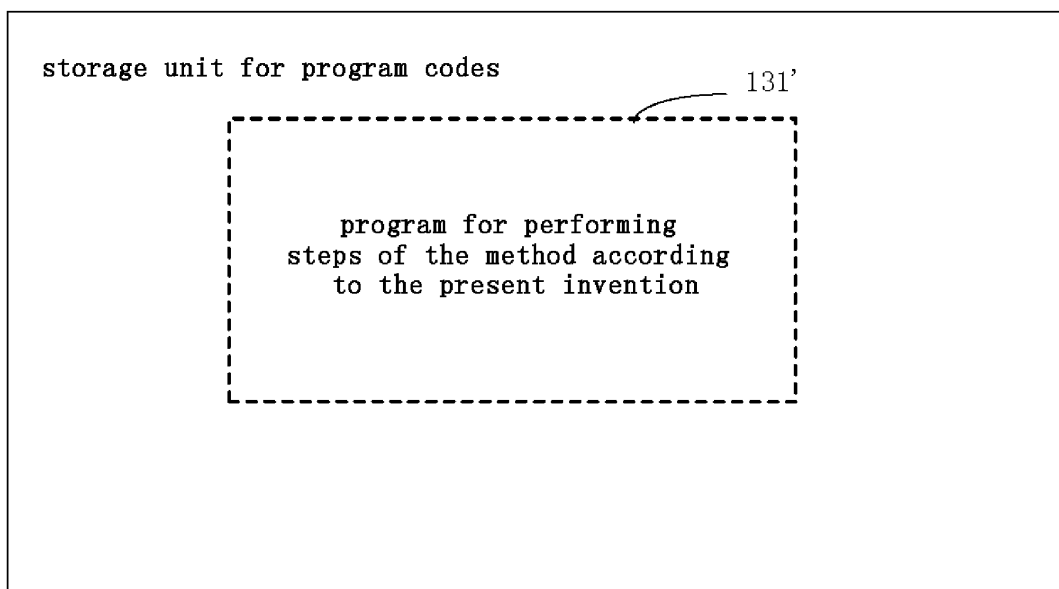 storage unit for program codes
131'
program for performing
steps of the method according
to the present invention